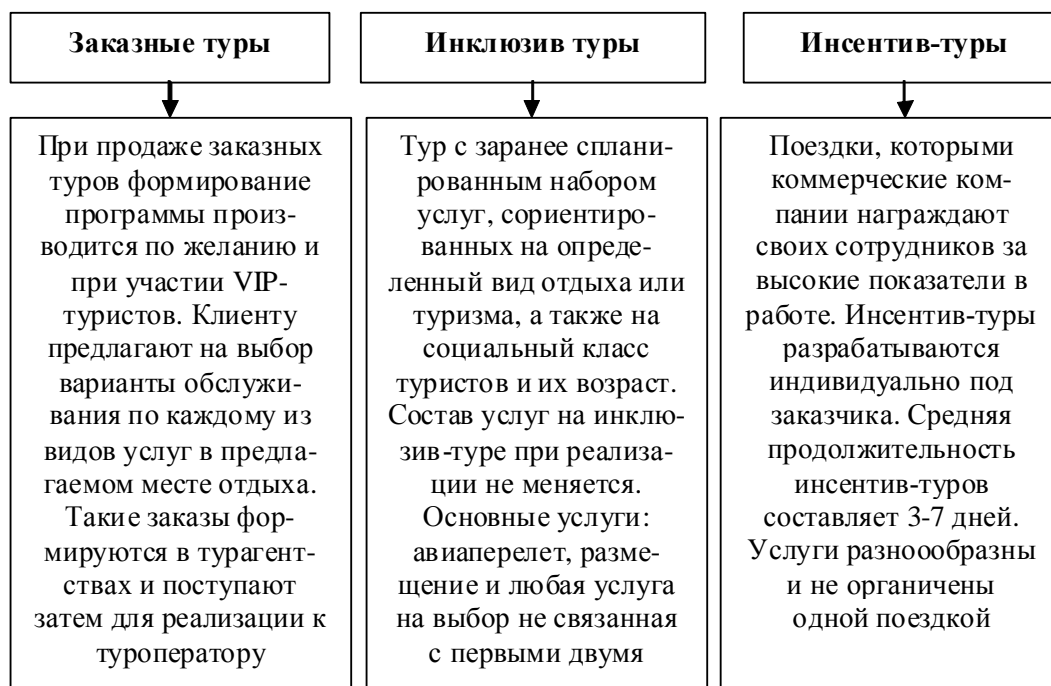 Заказные туры
При продаже заказных
туров формирование
программы произ-
водится по желанию и
при участии VIP-
туристов. Клиенту
предлагают на выбор
варианты обслужи-
вания по каждому из
видов услуг в предла-
гаемом месте отдыха.
Такие заказы фор-
мируются в турагент-
ствах и поступают
затем для реализации к
туроператору
Инклюзив туры
Тур с заранее сплани-
рованным набором
услуг, сориентиро-
ванных на опреде-
ленный вид отдыха или
туризма, а также на
социальный класс
туристов и их возраст.
Состав услуг на инклю-
зив-туре при реализа-
ции не меняется.
Основные услуги:
авиаперелет, разме-
щение и любая услуга
на выбор не связанная
с первыми двумя
Инсентив-туры
Поездки, которыми
коммерческие ком-
пании награждают
своих сотрудников за
высокие показатели в
работе. Инсентив-туры
разрабатываются
индивидуально под
заказчика. Средняя
продолжительность
инсентив-туров
составляет 3-7 дней.
Услуги разноообразны
и не органичены
одной поездкой